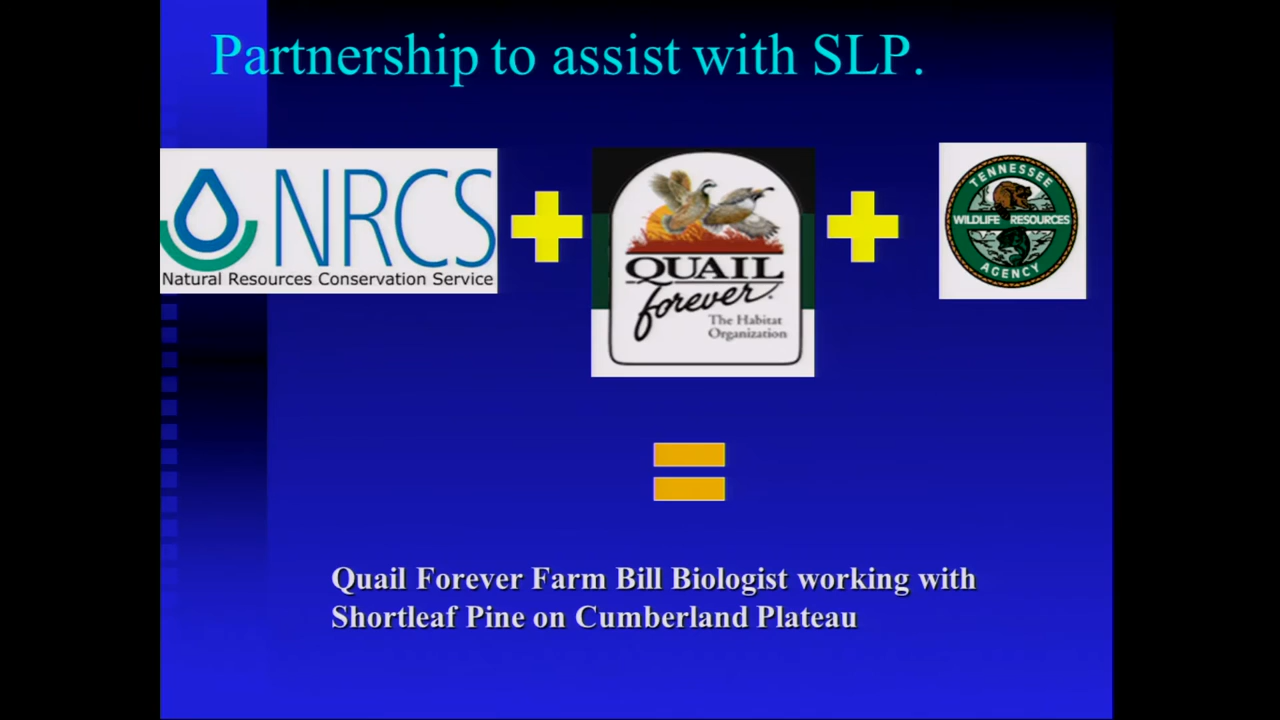 Partnership to assist with SLP.
NRCS
Natural Resources Conservation Service
QUAIL
forever
The Habitat
Organization
TENNESSEE
WILDLIFE RESOURCES
AGENCY
Quail Forever Farm Bill Biologist working with
Shortleaf Pine on Cumberland Plateau